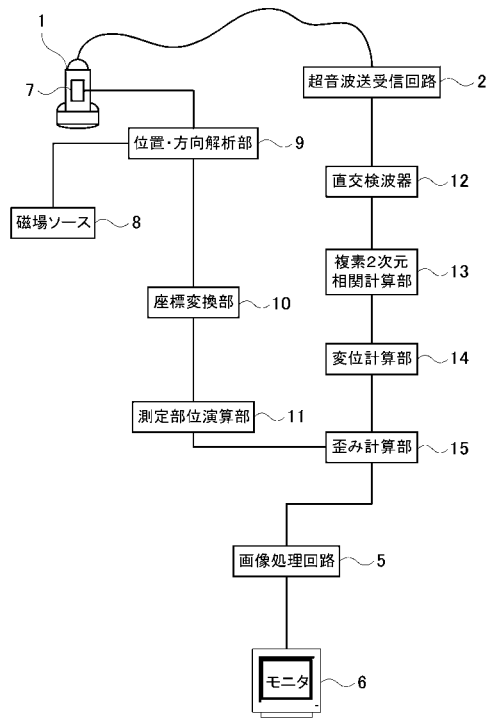 1
7
超音波送受信回路 2
位置・方向解析部 9
直交検波器 12
磁場ソース 8
複素2次元
相関計算部 13
座標変換部 10
変位計算部 14
測定部位演算部 11
歪み計算部 15
画像処理回路 5
モニタ 6